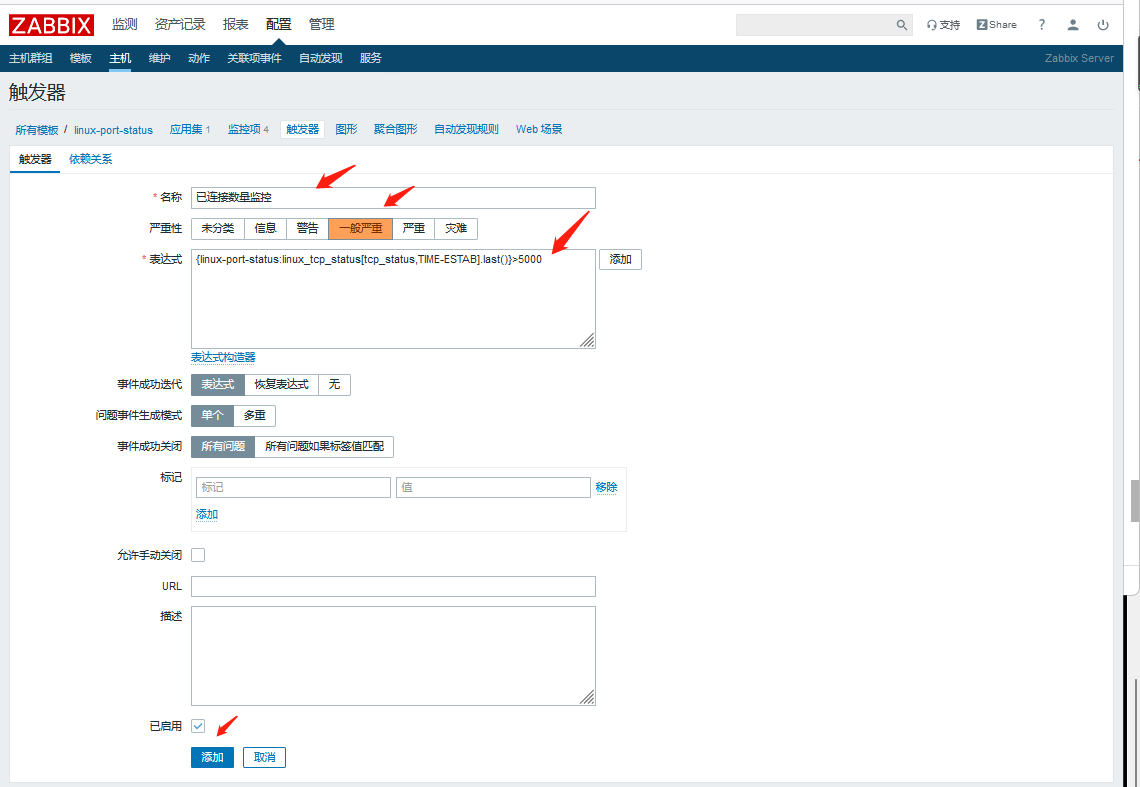 ZABBIX 监测 资产记录 报表 配置 管理 支持 Z Share ?
主机群组 模板 主机 维护 动作 关联项事件 自动发现 服务 Zabbix Server
触发器
所有模板 / linux-port-status 应用集 1 监控项 4 触发器 图形 聚合图形 自动发现规则 Web 场景
触发器 依赖关系
* 名称 已连接数量监控
严重性 未分类 信息 警告 一般严重 严重 灾难
* 表达式 {linux-port-status:linux_tcp_status[tcp_status,TIME-ESTAB].last()}>5000 添加
表达式构造器
事件成功迭代 表达式 恢复表达式 无
问题事件生成模式 单个 多重
事件成功关闭 所有问题 所有问题如果标签值匹配
标记 标记 值 移除
添加
允许手动关闭
URL
描述
已启用
添加 取消